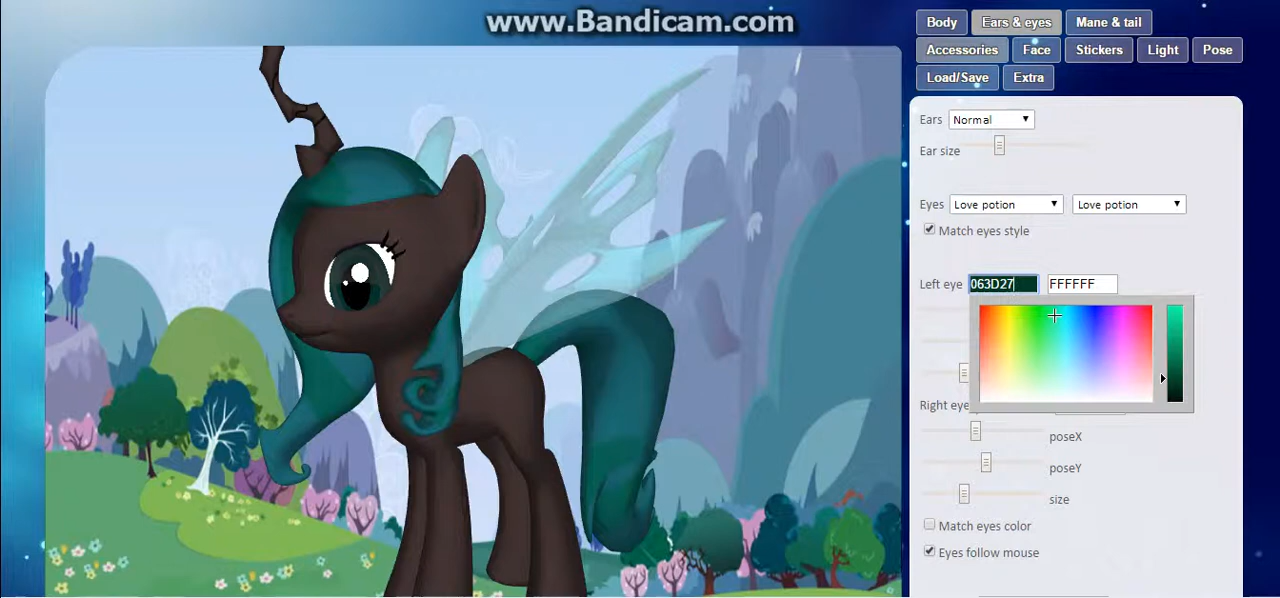 www.Bandicam.com
Body Ears & eyes Mane & tail
Accessories Face Stickers Light Pose
Load/Save Extra
Ears Normal
Ear size
Eyes Love potion Love potion
Match eyes style
Left eye 063D27 FFFFFF
Right eye
poseX
poseY
size
Match eyes color
Eyes follow mouse